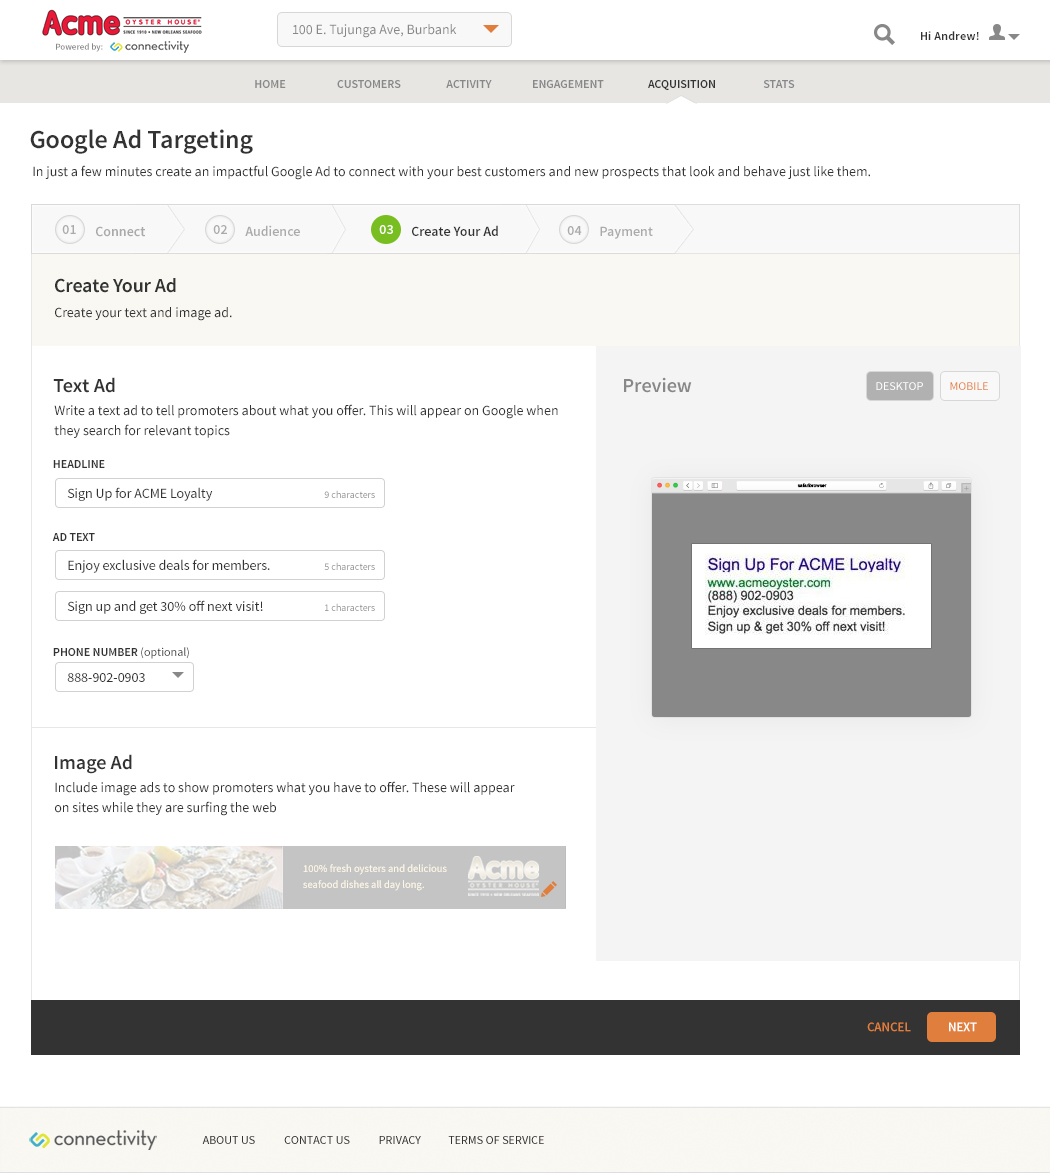 Acme
OYSTER HOUSE
SINCE 1910 • NEW ORLEANS SEAFOOD
Powered by: connectivity
100 E. Tujunga Ave, Burbank
Hi Andrew!
HOME CUSTOMERS ACTIVITY ENGAGEMENT ACQUISITION STATS
Google Ad Targeting
In just a few minutes create an impactful Google Ad to connect with your best customers and new prospects that look and behave just like them.
01 Connect 02 Audience 03 Create Your Ad 04 Payment
Create Your Ad
Create your text and image ad.
Text Ad
Write a text ad to tell promoters about what you offer. This will appear on Google when
they search for relevant topics
HEADLINE
Sign Up for ACME Loyalty 9 characters
AD TEXT
Enjoy exclusive deals for members. 5 characters
Sign up and get 30% off next visit! 1 characters
PHONE NUMBER (optional)
888-902-0903
Preview
DESKTOP MOBILE
Sign Up For ACME Loyalty
www.acmeoyster.com
(888) 902-0903
Enjoy exclusive deals for members.
Sign up & get 30% off next visit!
Image Ad
Include image ads to show promoters what you have to offer. These will appear
on sites while they are surfing the web
100% fresh oysters and delicious
seafood dishes all day long.
Acme
OYSTER HOUSE
SINCE 1910 • NEW ORLEANS SEAFOOD
CANCEL NEXT
connectivity ABOUT US CONTACT US PRIVACY TERMS OF SERVICE